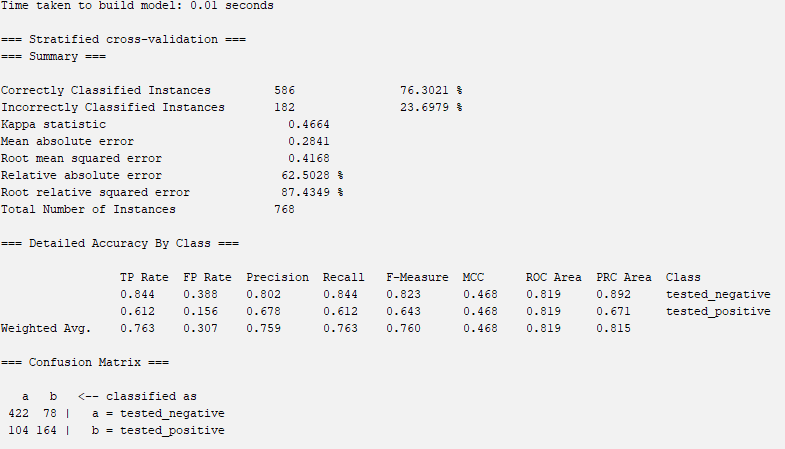 Time taken to build model: 0.01 seconds
=== Stratified cross-validation ===
=== Summary ===
Correctly Classified Instances 586 76.3021 %
Incorrectly Classified Instances 182 23.6979 %
Kappa statistic 0.4664
Mean absolute error 0.2841
Root mean squared error 0.4168
Relative absolute error 62.5028 %
Root relative squared error 87.4349 %
Total Number of Instances 768
=== Detailed Accuracy By Class ===
TP Rate FP Rate Precision Recall F-Measure MCC ROC Area PRC Area Class
0.844 0.388 0.802 0.844 0.823 0.468 0.819 0.892 tested_negative
0.612 0.156 0.678 0.612 0.643 0.468 0.819 0.671 tested_positive
Weighted Avg. 0.763 0.307 0.759 0.763 0.760 0.468 0.819 0.815
=== Confusion Matrix ===
a b <-- classified as
422 78 | a = tested_negative
104 164 | b = tested_positive